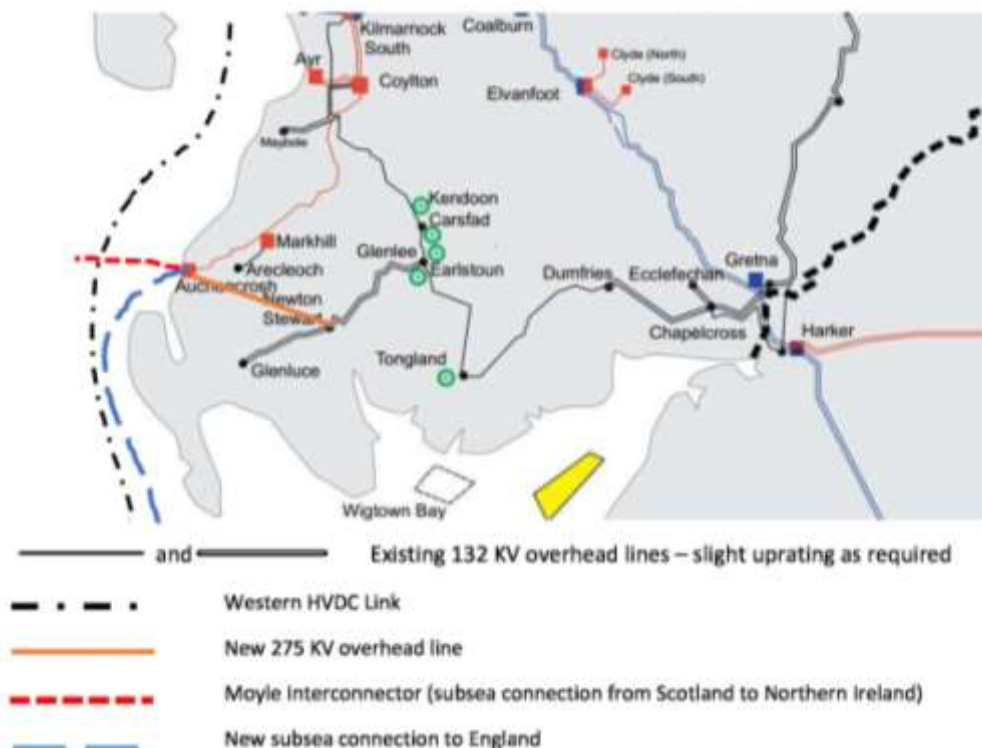 Kilmarnock
South
Coalburn
Ayr
Coylton
Clyde (North)
Clyde (South)
Elvanfoot
Maybole
Kendoon
Carsfad
Markhill
Glenlee
Earlstoun
Arecleoch
Auchencrosh
Newton
Stewart
Glenluce
Tongland
Dumfries
Ecclefechan
Gretna
Chapelcross
Harker
Wigtown Bay
and
Existing 132 KV overhead lines – slight uprating as required
Western HVDC Link
New 275 KV overhead line
Moyle Interconnector (subsea connection from Scotland to Northern Ireland)
New subsea connection to England